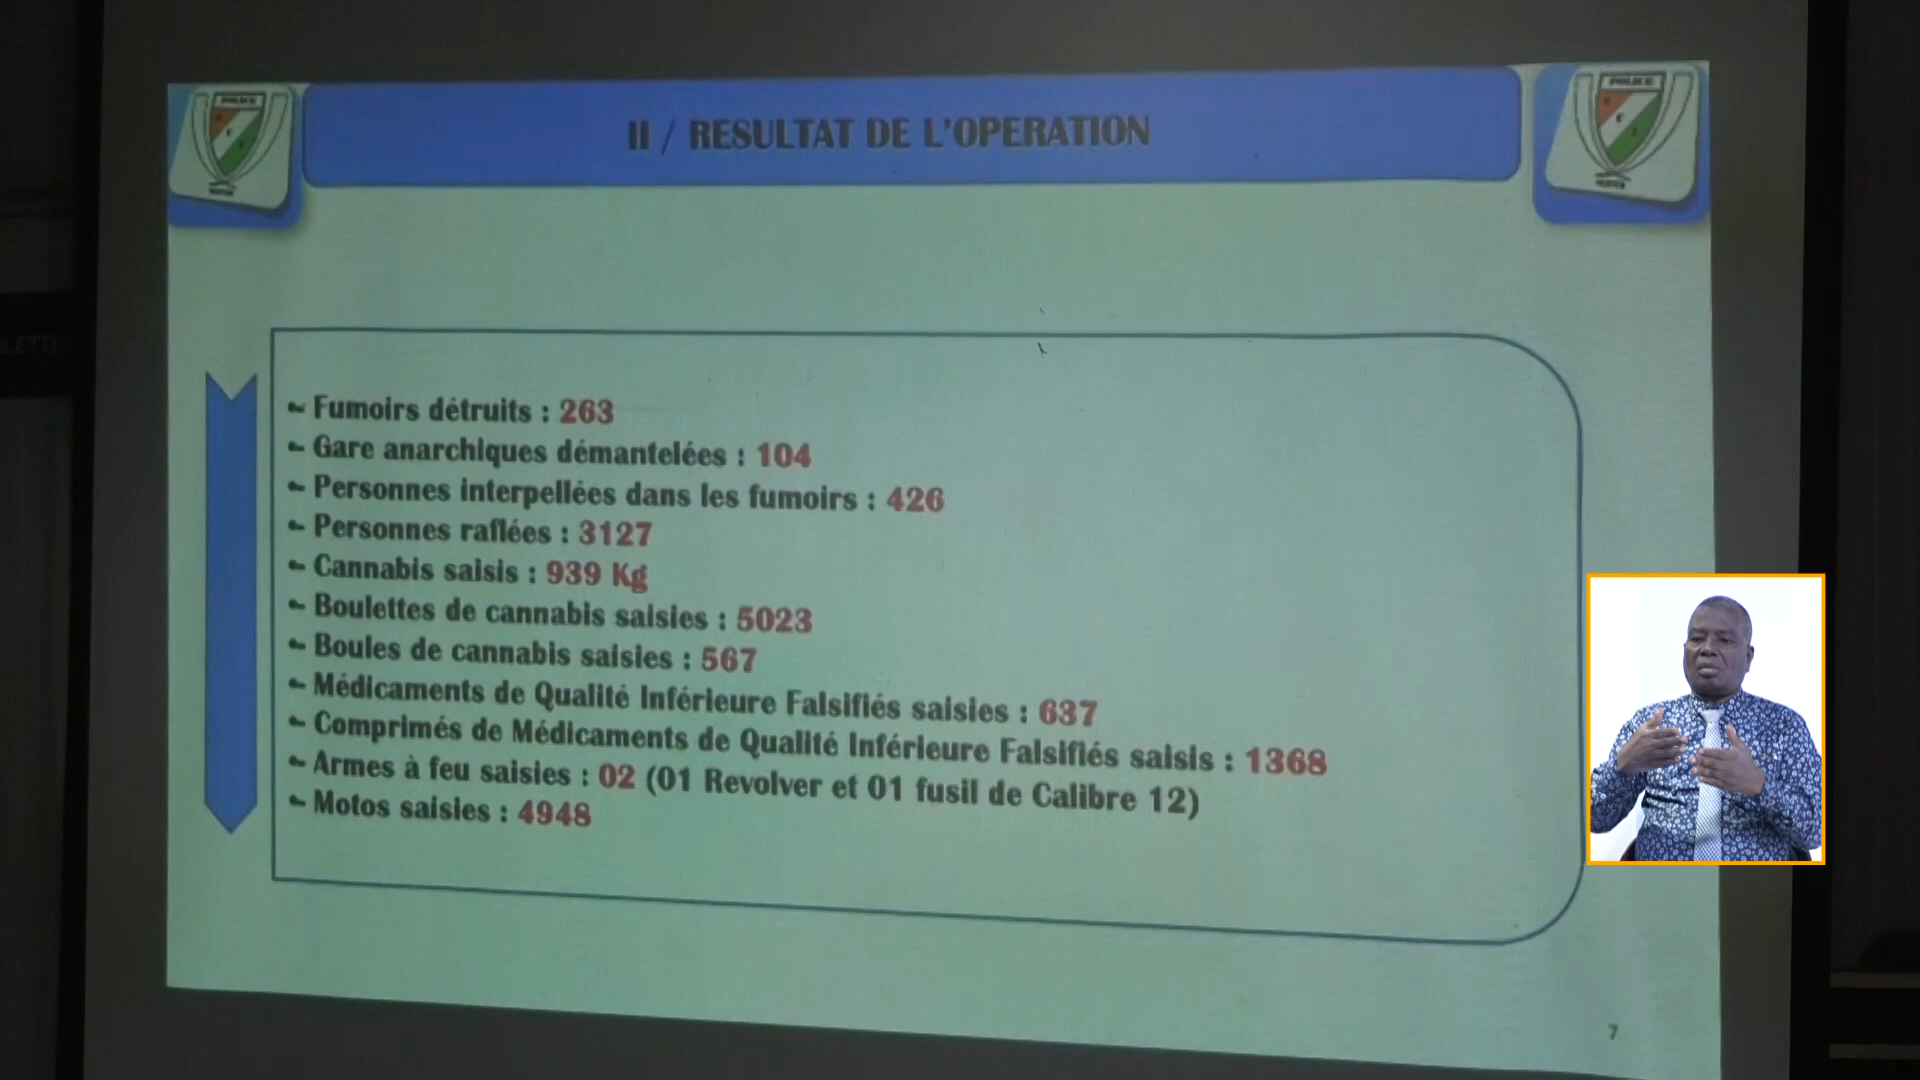 POLICE
II / RESULTAT DE L'OPERATION
POLICE
Fumoirs détruits : 263
Gare anarchiques démantelées : 104
Personnes interpellées dans les fumoirs : 426
Personnes raflées : 3127
Cannabis saisis : 939 Kg
Boulettes de cannabis saisies : 5023
Boules de cannabis saisies : 567
Médicaments de Qualité Inférieure Falsifiés saisies : 637
Comprimés de Médicaments de Qualité Inférieure Falsifiés saisis : 1368
Armes à feu saisies : 02 (01 Revolver et 01 fusil de Calibre 12)
Motos saisies : 4948
7